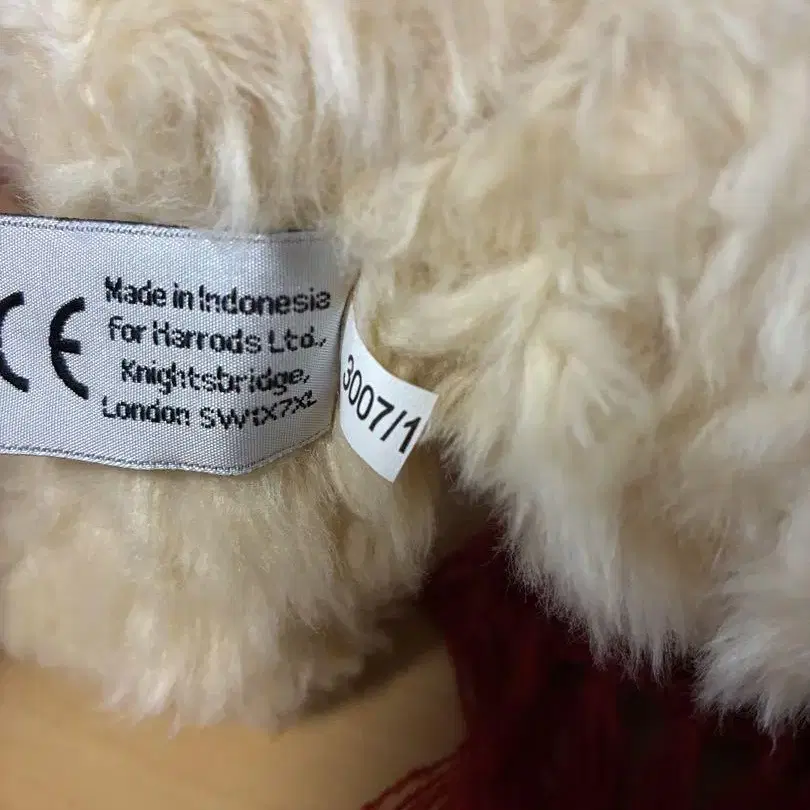 CE
Made in Indonesia
for Harrods Ltd.,
Knightsbridge,
London SW1X7XL
3007/1